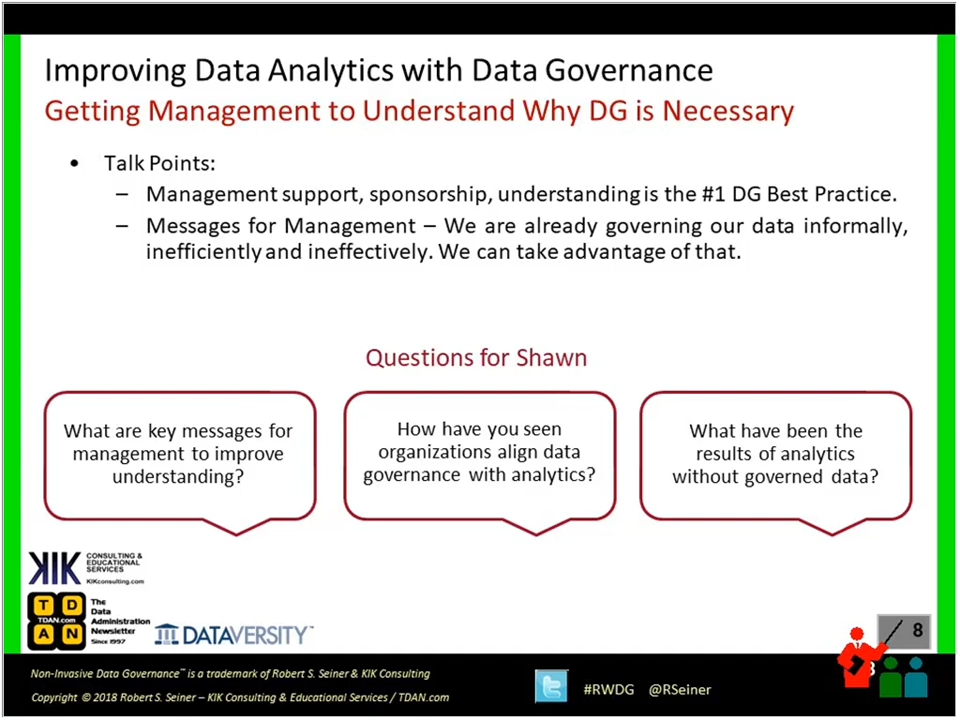 Improving Data Analytics with Data Governance
Getting Management to Understand Why DG is Necessary
• Talk Points:
– Management support, sponsorship, understanding is the #1 DG Best Practice.
– Messages for Management – We are already governing our data informally,
inefficiently and ineffectively. We can take advantage of that.
Questions for Shawn
What are key messages for
management to improve
understanding?
How have you seen
organizations align data
governance with analytics?
What have been the
results of analytics
without governed data?
KIK
CONSULTING &
EDUCATIONAL
SERVICES
KIKconsulting.com
T D
TDAN.com
A N
The
Data
Administration
Newsletter
Since 1997
DATAVERSITY™
8
Non-Invasive Data Governance™ is a trademark of Robert S. Seiner & KIK Consulting
Copyright © 2018 Robert S. Seiner – KIK Consulting & Educational Services / TDAN.com
#RWDG @RSeiner